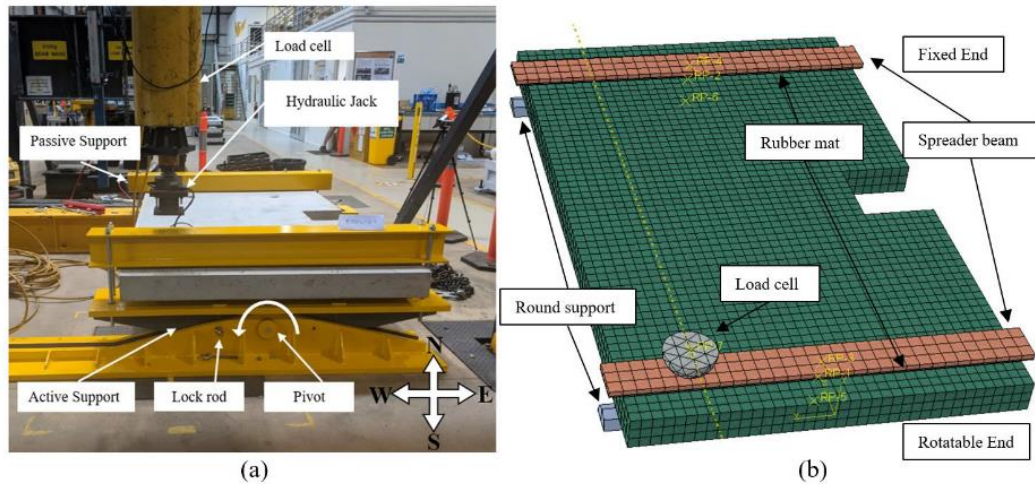 Load cell
Hydraulic Jack
Passive Support
Active Support
Lock rod
Pivot
N
W E
S
(a)
Fixed End
Rubber mat
Spreader beam
Load cell
Round support
Rotatable End
(b)